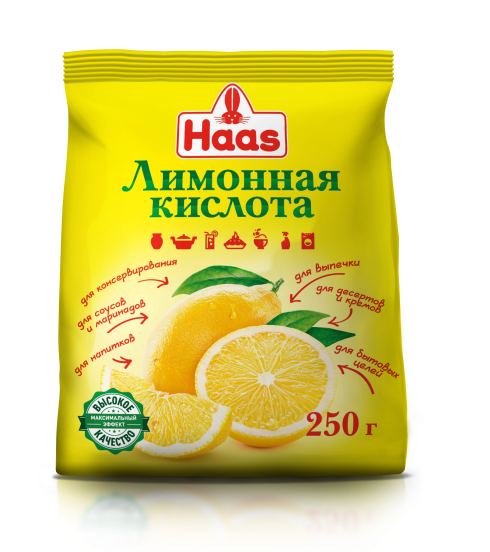 Haas
Лимонная
кислота
для консервирования
для соусов
и маринадов
для напитков
для выпечки
для десертов
и кремов
для бытовых
целей
ВЫСОКОЕ
МАКСИМАЛЬНЫЙ
ЭФФЕКТ
КАЧЕСТВО
250 г